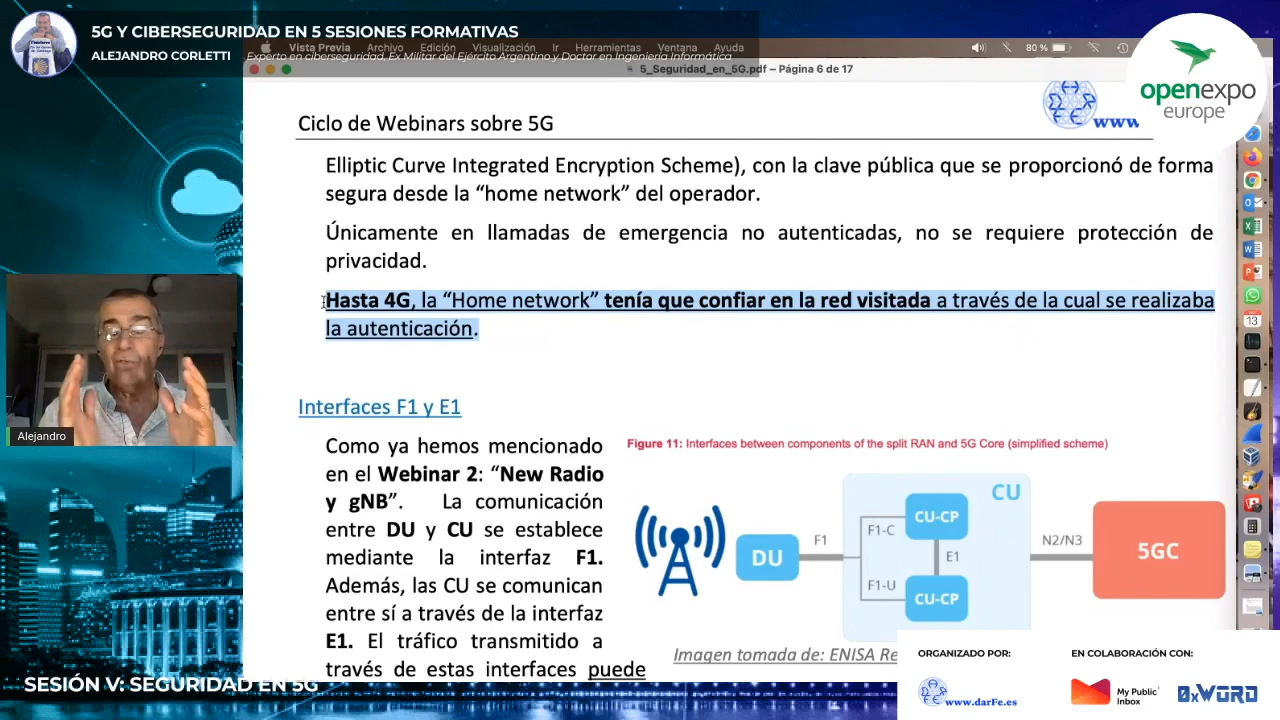 5G Y CIBERSEGURIDAD EN 5 SESIONES FORMATIVAS
ALEJANDRO CORLETTI Experto en ciberseguridad, Ex Militar del Ejército Argentino y Doctor en Ingeniería Informática
Vista Previa Archivo Edición Visualización Ir Herramientas Ventana Ayuda
80 %
5_Seguridad_en_5G.pdf – Página 6 de 17
openexpo
europe
Ciclo de Webinars sobre 5G
www.
Elliptic Curve Integrated Encryption Scheme), con la clave pública que se proporcionó de forma
segura desde la “home network” del operador.
Únicamente en llamadas de emergencia no autenticadas, no se requiere protección de
privacidad.
Hasta 4G, la “Home network” tenía que confiar en la red visitada a través de la cual se realizaba
la autenticación.
Interfaces F1 y E1
Como ya hemos mencionado
en el Webinar 2: “New Radio
y gNB”. La comunicación
entre DU y CU se establece
mediante la interfaz F1.
Además, las CU se comunican
entre sí a través de la interfaz
E1. El tráfico transmitido a
través de estas interfaces puede
Figure 11: Interfaces between components of the split RAN and 5G Core (simplified scheme)
CU
CU-CP
F1-C
DU
F1
E1
N2/N3
5GC
F1-U
CU-CP
Imagen tomada de: ENISA Re
Alejandro
13
SESIÓN V: SEGURIDAD EN 5G
ORGANIZADO POR:
www.darFe.es
EN COLABORACIÓN CON:
My Public
Inbox
0xWORD